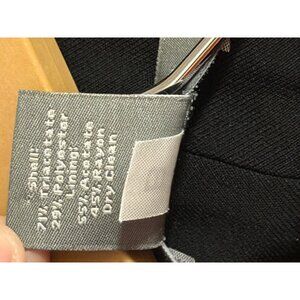 Shell:
71% Triacetate
29% Polyester
Lining:
55% Acetate
45% Rayon
Dry Clean